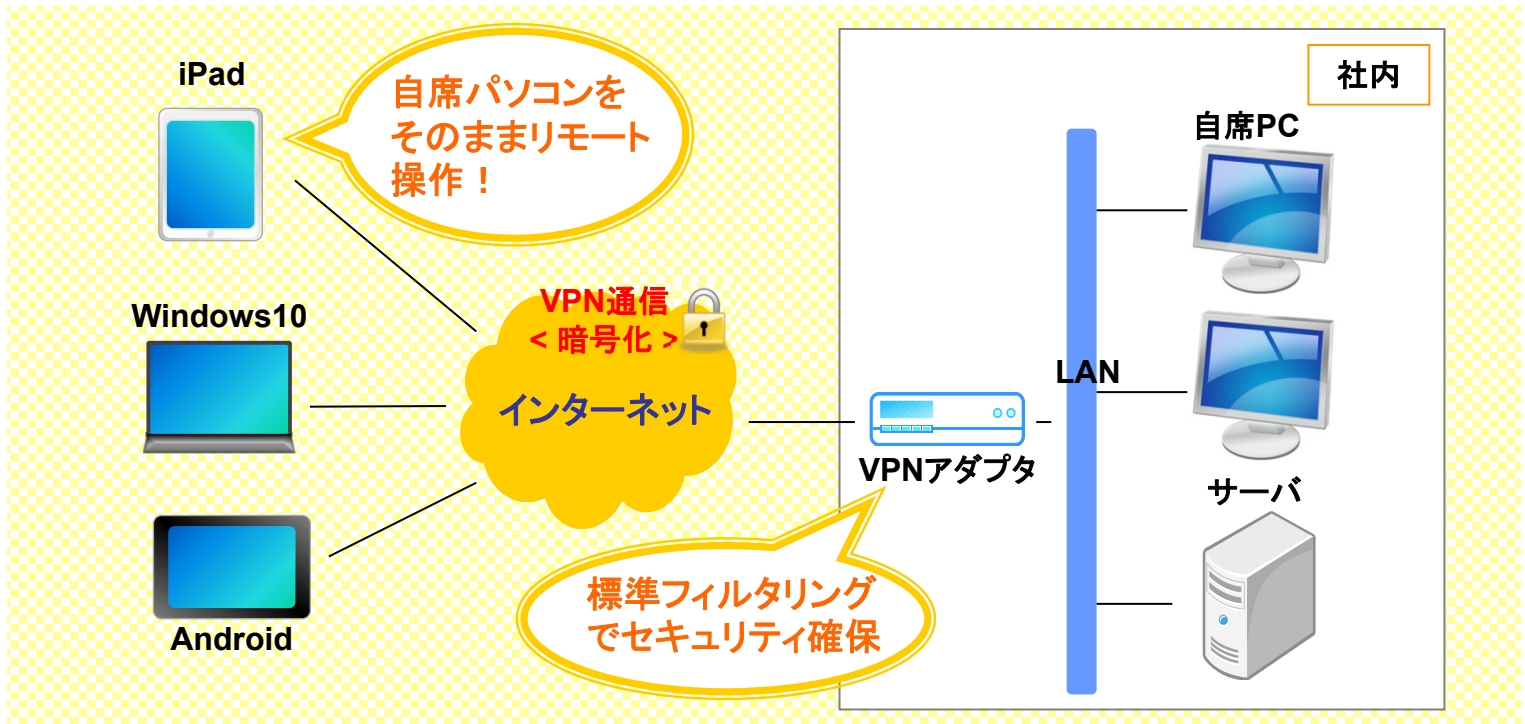 iPad
自席パソコンを
そのままリモート
操作！
社内
自席PC
Windows10
VPN通信
< 暗号化 >
インターネット
LAN
VPNアダプタ
サーバ
標準フィルタリング
でセキュリティ確保
Android